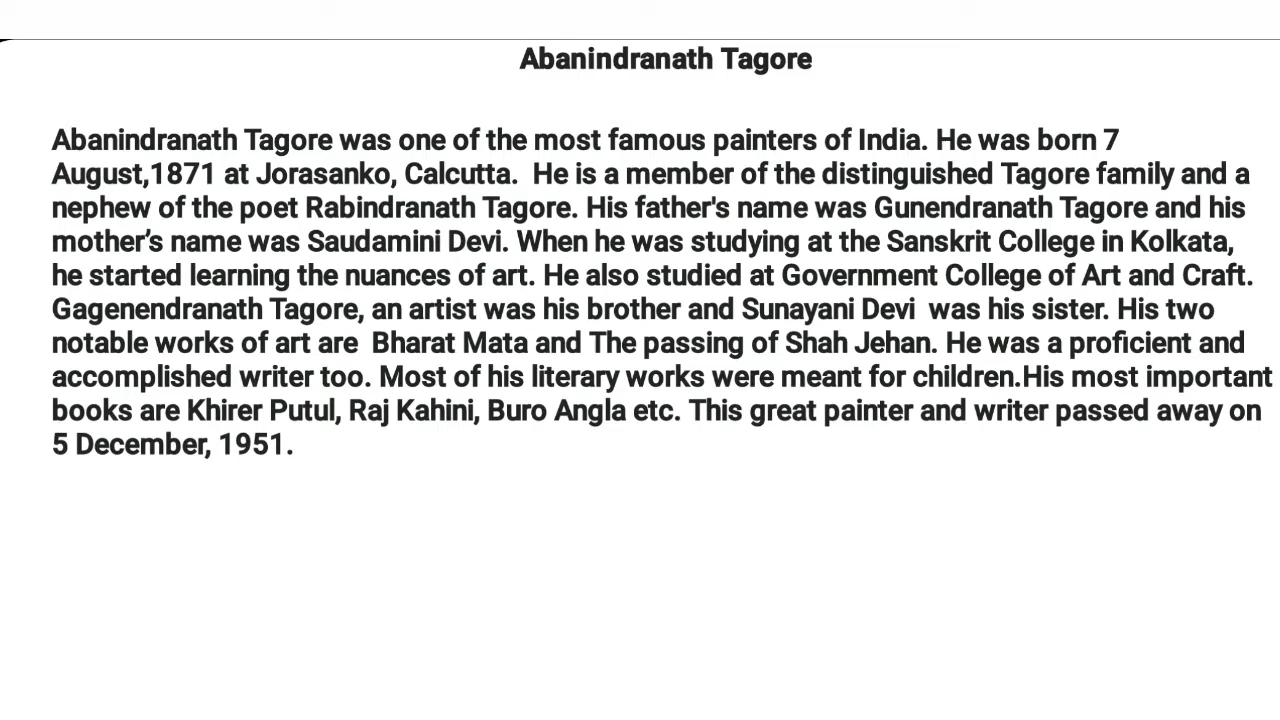 Abanindranath Tagore
Abanindranath Tagore was one of the most famous painters of India. He was born 7
August,1871 at Jorasanko, Calcutta.  He is a member of the distinguished Tagore family and a
nephew of the poet Rabindranath Tagore. His father's name was Gunendranath Tagore and his
mother’s name was Saudamini Devi. When he was studying at the Sanskrit College in Kolkata,
he started learning the nuances of art. He also studied at Government College of Art and Craft.
Gagenendranath Tagore, an artist was his brother and Sunayani Devi  was his sister. His two
notable works of art are  Bharat Mata and The passing of Shah Jehan. He was a proficient and
accomplished writer too. Most of his literary works were meant for children.His most important
books are Khirer Putul, Raj Kahini, Buro Angla etc. This great painter and writer passed away on
5 December, 1951.